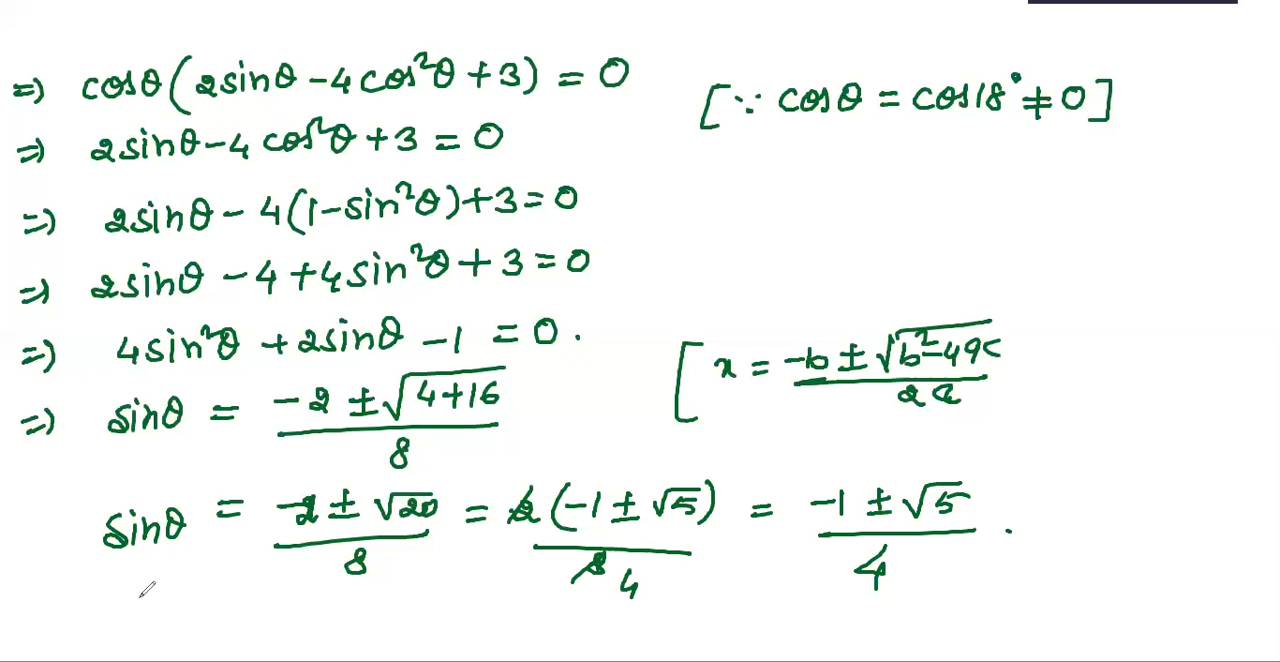 =) cosθ(2sinθ - 4cos²θ + 3) = 0 [∵ cosθ = cos18° ≠ 0]
=) 2sinθ - 4cos²θ + 3 = 0
=) 2sinθ - 4(1-sin²θ) + 3 = 0
=) 2sinθ - 4 + 4sin²θ + 3 = 0
=) 4sin²θ + 2sinθ - 1 = 0.
=) sinθ = (-2 ± √(4+16))/8 [x = (-b ± √(b²-4ac))/2a
sinθ = (-2 ± √20)/8 = 2(-1 ± √5)/8 4 = (-1 ± √5)/4.